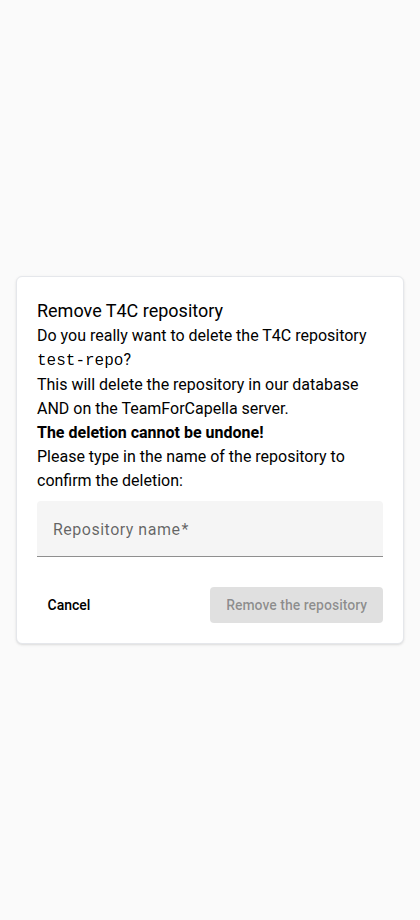 Remove T4C repository
Do you really want to delete the T4C repository
test-repo?
This will delete the repository in our database
AND on the TeamForCapella server.
The deletion cannot be undone!
Please type in the name of the repository to
confirm the deletion:
Repository name*
Cancel
Remove the repository